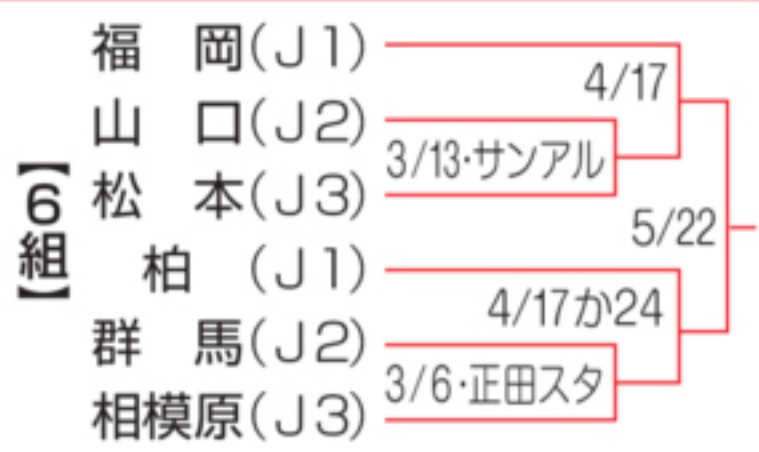 【6組】
福岡(J1)
山口(J2)
松本(J3)
柏(J1)
群馬(J2)
相模原(J3)
4/17
3/13・サンアル
5/22
4/17か24
3/6・正田スタ